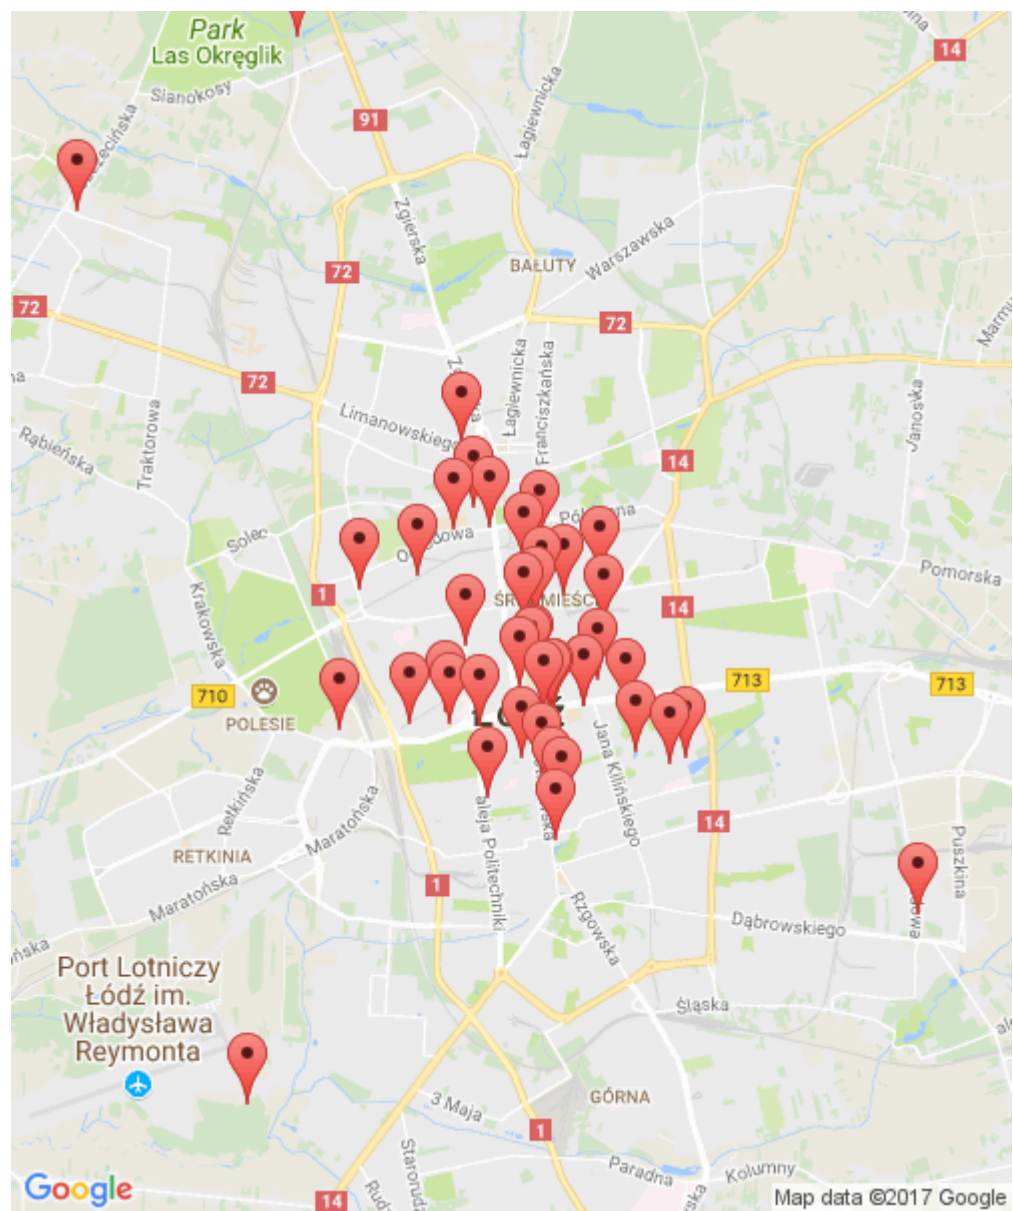 Park
Las Okręglik
14
Sianokosy
91
Łagiewnicka
Zgierska
Warszawska
BAŁUTY
72
72
72
72
Łagiewnicka
Franciszkańska
Janosika
Limanowskiego
Traktorowa
Rąbieńska
14
Solec
Pomorska
Krakowska
1
14
710
POLESIE
713
713
Retkińska
Maratońska
aleja Politechniki
Jana Kilińskiego
14
RETKINIA
Puszkina
1
Maratońska
Rzgowska
Dąbrowskiego
Port Lotniczy
Łódź im.
Władysława
Reymonta
Śląska
3 Maja
GÓRNA
1
Paradna
Kolumny
14
Google
Map data ©2017 Google